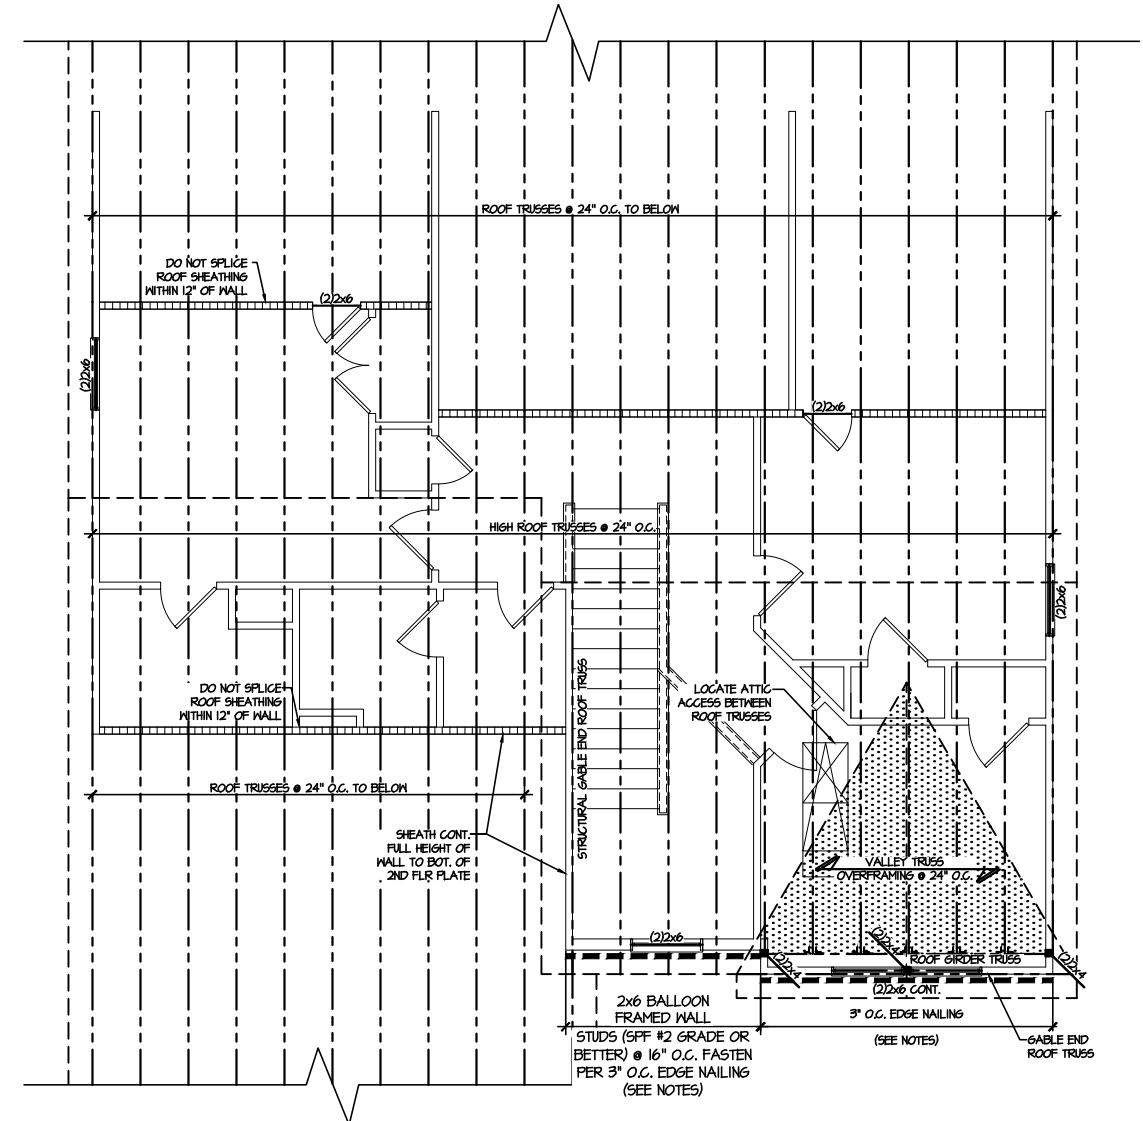 ROOF TRUSSES @ 24" O.C. TO BELOW
DO NOT SPLICE
ROOF SHEATHING
WITHIN 12" OF WALL
(2)2x6
(2)2x6
(2)2x6
HIGH ROOF TRUSSES @ 24" O.C.
(2)2x6
STRUCTURAL GABLE END ROOF TRUSS
DO NOT SPLICE
ROOF SHEATHING
WITHIN 12" OF WALL
LOCATE ATTIC
ACCESS BETWEEN
ROOF TRUSSES
ROOF TRUSSES @ 24" O.C. TO BELOW
SHEATH CONT.
FULL HEIGHT OF
WALL TO BOT. OF
2ND FLR PLATE
VALLEY TRUSS
OVERFRAMING @ 24" O.C.
(2)2x6
(2)2x4
ROOF GIRDER TRUSS
(2)2x4
(2)2x4
(2)2x6 CONT.
2x6 BALLOON
FRAMED WALL
STUDS (SPF #2 GRADE OR
BETTER) @ 16" O.C. FASTEN
PER 3" O.C. EDGE NAILING
(SEE NOTES)
3" O.C. EDGE NAILING
(SEE NOTES)
GABLE END
ROOF TRUSS